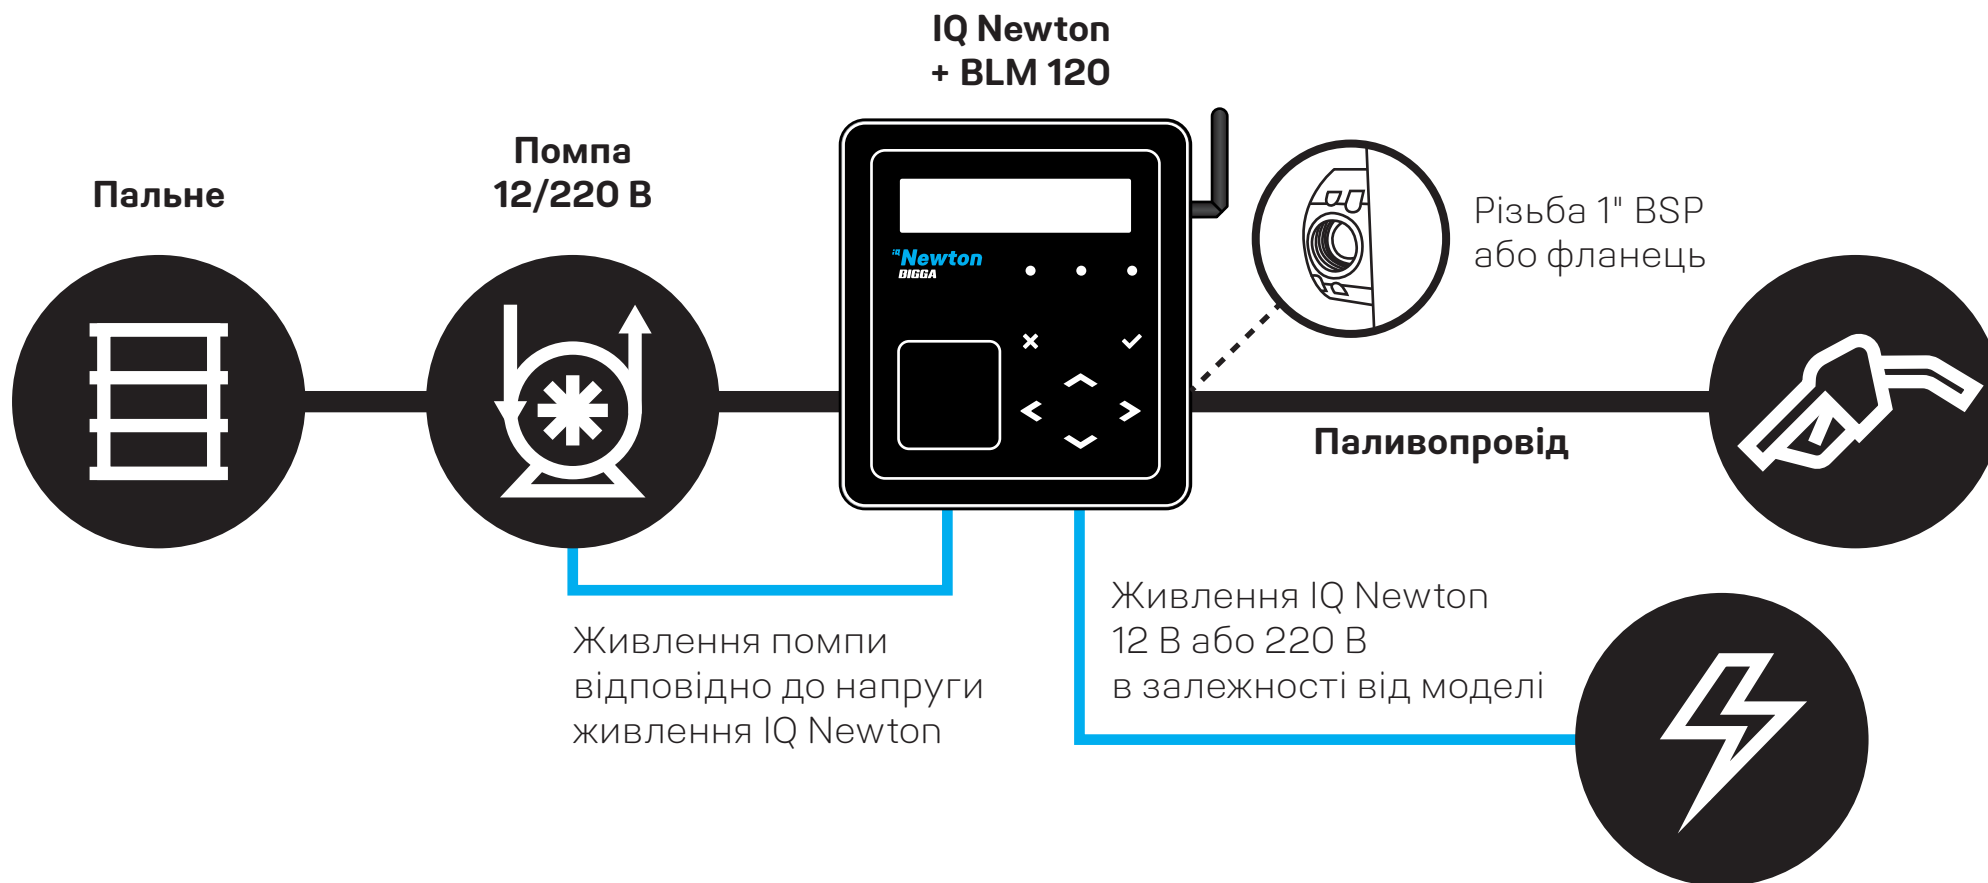 IQ Newton
+ BLM 120
Помпа
12/220 В
Пальне
Різьба 1" BSP
або фланець
iQ Newton
BIGGA
Паливопровід
Живлення помпи
відповідно до напруги
живлення IQ Newton
Живлення IQ Newton
12 В або 220 В
в залежності від моделі